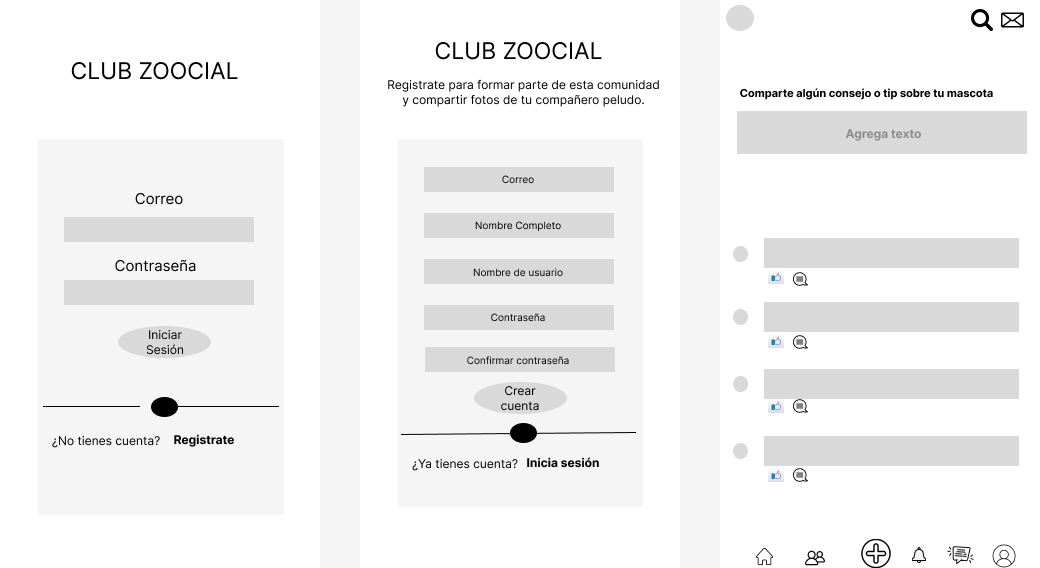 CLUB ZOOCIAL
Correo
Contraseña
Iniciar
Sesión
¿No tienes cuenta? Registrate
CLUB ZOOCIAL
Registrate para formar parte de esta comunidad
y compartir fotos de tu compañero peludo.
Correo
Nombre Completo
Nombre de usuario
Contraseña
Confirmar contraseña
Crear
cuenta
¿Ya tienes cuenta? Inicia sesión
Comparte algún consejo o tip sobre tu mascota
Agrega texto